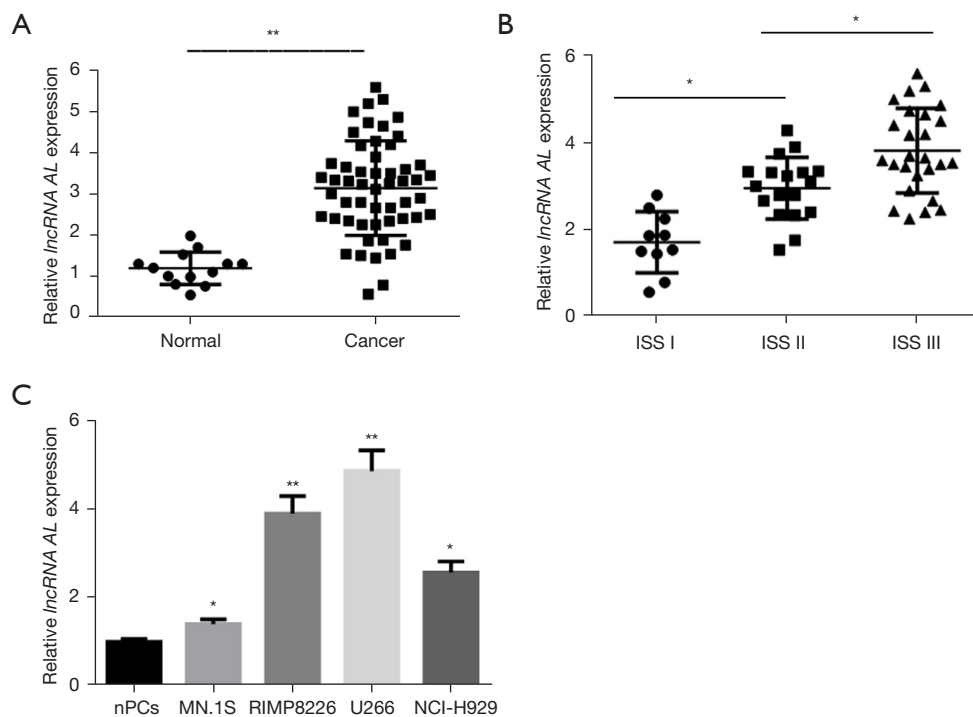 A
**
Relative lncRNA AL expression
6
5
4
3
2
1
0
Normal
Cancer
B
*
*
Relative lncRNA AL expression
6
4
2
0
ISS I
ISS II
ISS III
C
Relative lncRNA AL expression
6
4
2
0
*
**
**
*
nPCs
MN.1S
RIMP8226
U266
NCI-H929